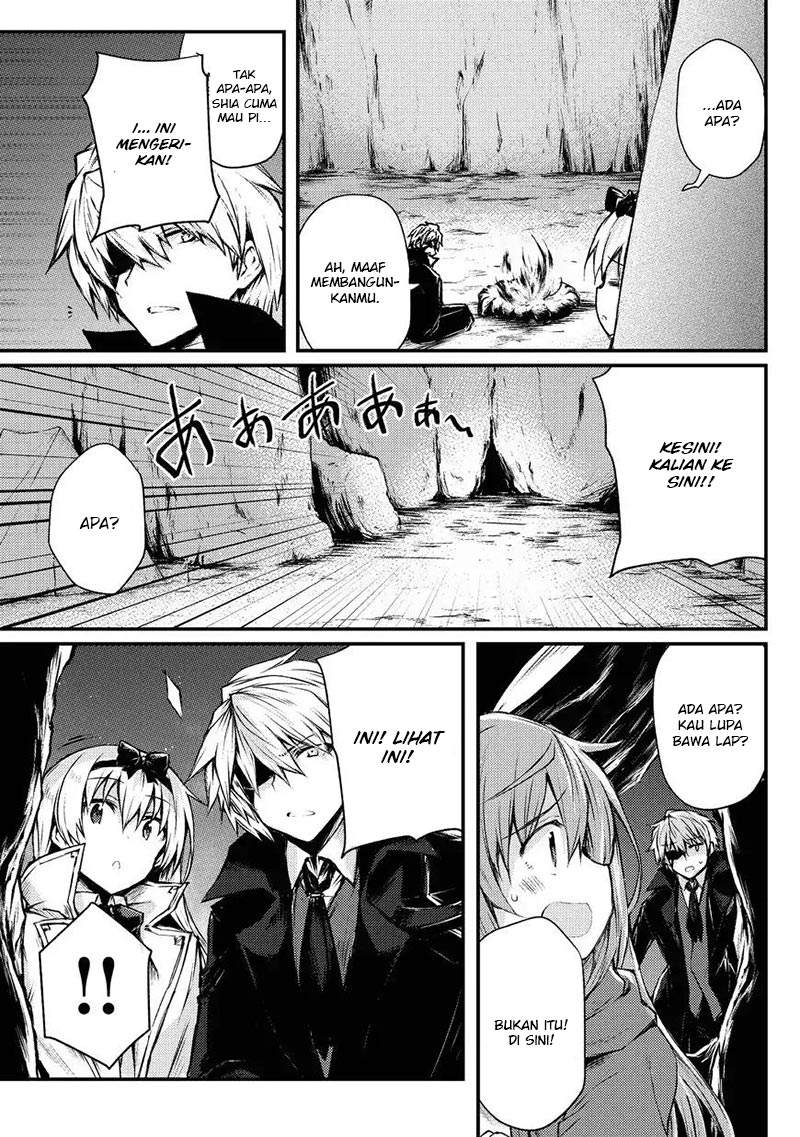 ...ADA
APA?
AH, MAAF
MEMBANGUN-
KANMU.
TAK
APA-APA,
SHIA CUMA
MAU PI...
I... INI
MENGERI-
KAN!
KESINI!
KALIAN KE
SINI!!
あぁぁぁぁ〜
APA?
ADA APA?
KAU LUPA
BAWA LAP?
BUKAN ITU!
DI SINI!
INI! LIHAT
INI!
!!